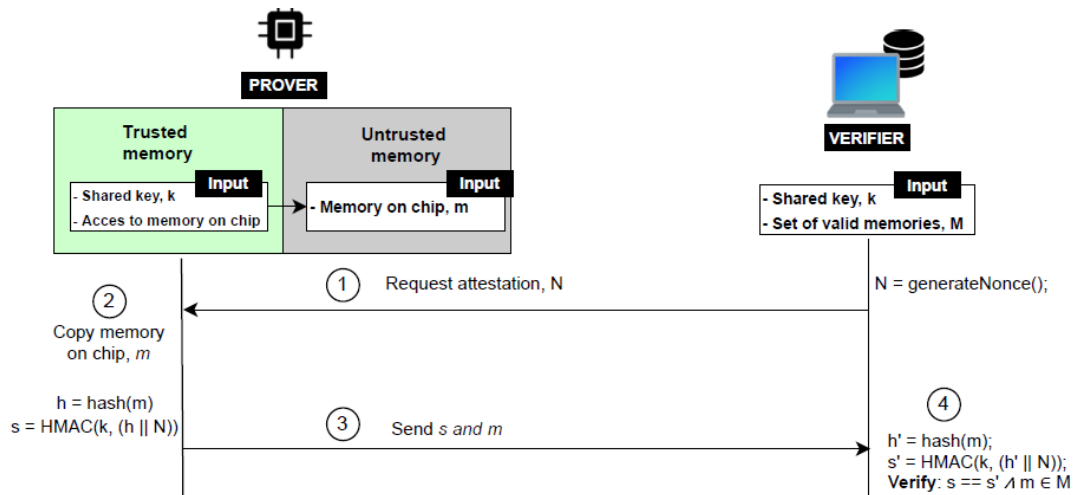 PROVER
VERIFIER
Trusted
memory
Untrusted
memory
Input
- Shared key, k
- Acces to memory on chip
Input
- Memory on chip, m
Input
- Shared key, k
- Set of valid memories, M
1
Request attestation, N
N = generateNonce();
2
Copy memory
on chip, m
h = hash(m)
s = HMAC(k, (h || N))
3
Send s and m
4
h' = hash(m);
s' = HMAC(k, (h' || N));
Verify: s == s' ∧ m ∈ M